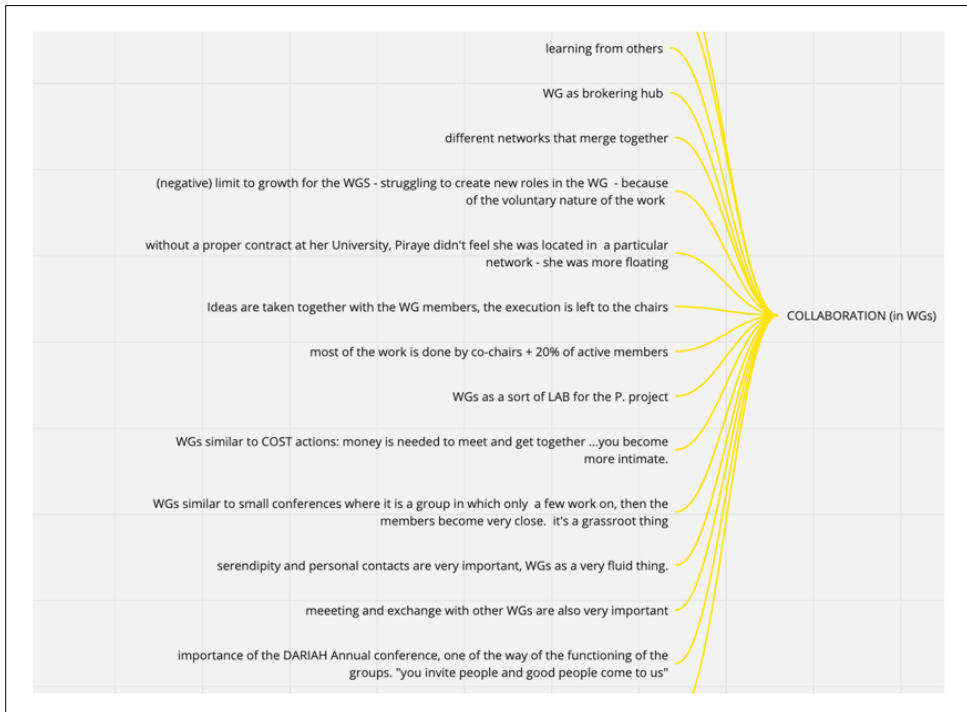 learning from others
WG as brokering hub
different networks that merge together
(negative) limit to growth for the WGS - struggling to create new roles in the WG - because
of the voluntary nature of the work
without a proper contract at her University, Piraye didn't feel she was located in a particular
network - she was more floating
Ideas are taken together with the WG members, the execution is left to the chairs
COLLABORATION (in WGs)
most of the work is done by co-chairs + 20% of active members
WGs as a sort of LAB for the P. project
WGs similar to COST actions: money is needed to meet and get together ...you become
more intimate.
WGs similar to small conferences where it is a group in which only a few work on, then the
members become very close. it's a grassroot thing
serendipity and personal contacts are very important, WGs as a very fluid thing.
meeeting and exchange with other WGs are also very important
importance of the DARIAH Annual conference, one of the way of the functioning of the
groups. "you invite people and good people come to us"